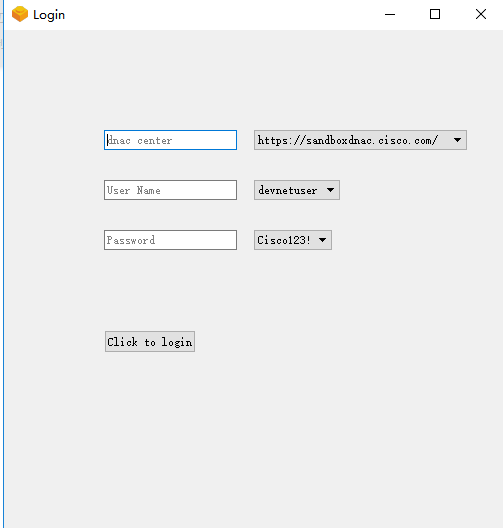 Login
dnac center https://sandboxdnac.cisco.com/
User Name devnetuser
Password Cisco123!
Click to login